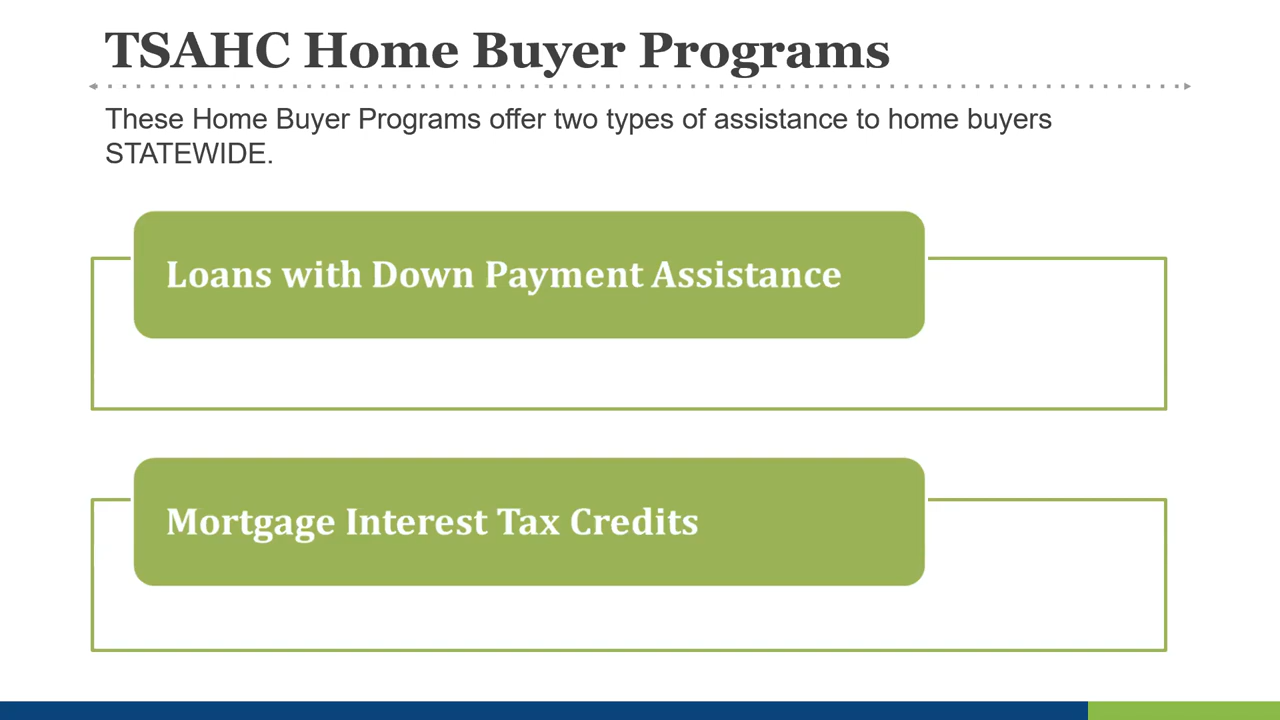 TSAHC Home Buyer Programs
These Home Buyer Programs offer two types of assistance to home buyers
STATEWIDE.
Loans with Down Payment Assistance
Mortgage Interest Tax Credits